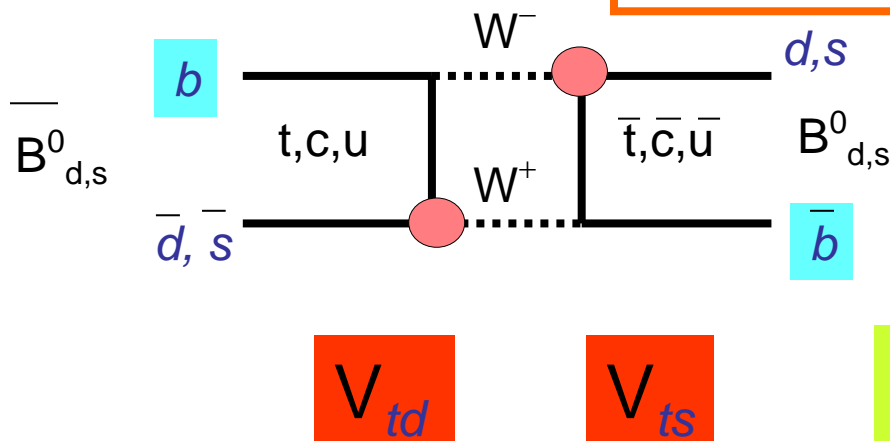 W⁻
b
d,s
B̅⁰d,s
t,c,u
t̅,c̅,u̅
B⁰d,s
W⁺
d̅, s̅
b̅
Vtd
Vts